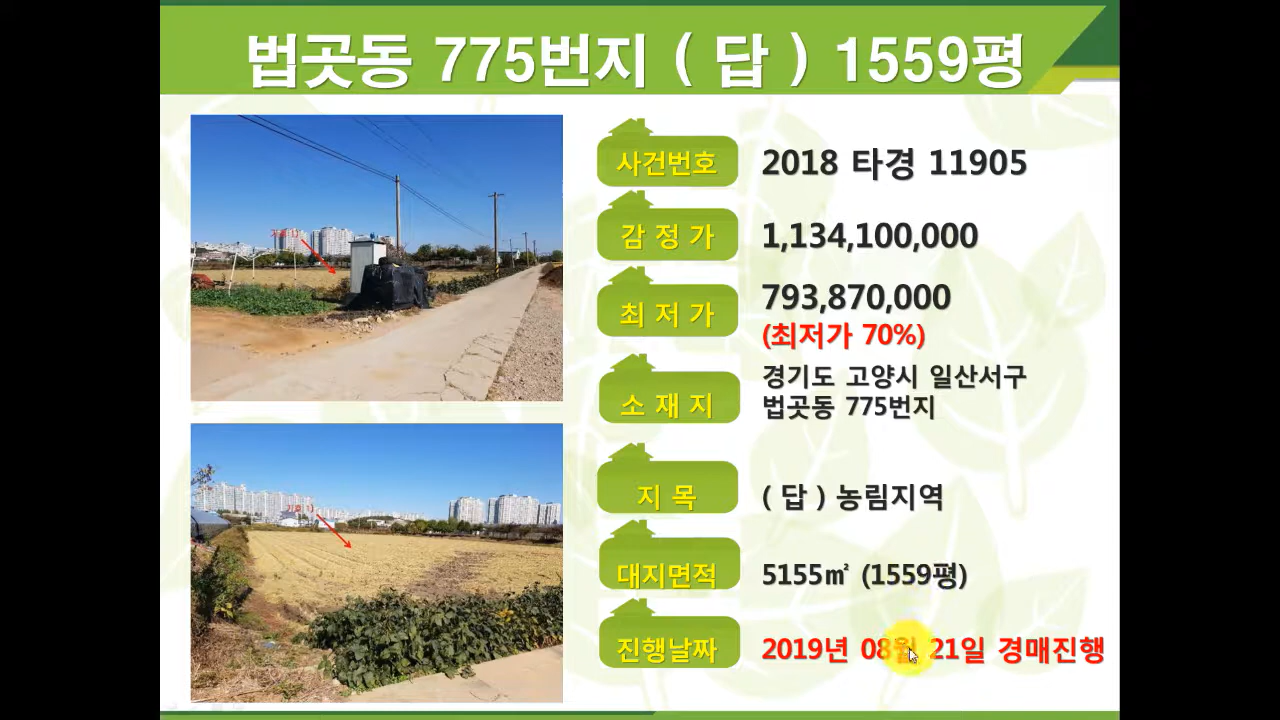 법곳동 775번지 ( 답 ) 1559평
사건번호
2018 타경 11905
감 정 가
1,134,100,000
최 저 가
793,870,000
(최저가 70%)
소 재 지
경기도 고양시 일산서구
법곳동 775번지
지 목
( 답 ) 농림지역
대지면적
5155㎡ (1559평)
진행날짜
2019년 08월 21일 경매진행